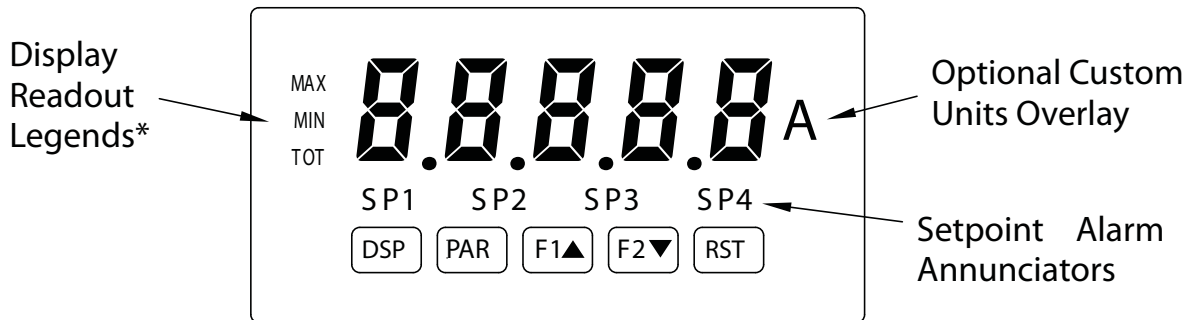 Display
Readout
Legends*
MAX
MIN
TOT
8.8.8.8.8
A
Optional Custom
Units Overlay
SP1 SP2 SP3 SP4
DSP PAR F1▲ F2▼ RST
Setpoint Alarm
Annunciators